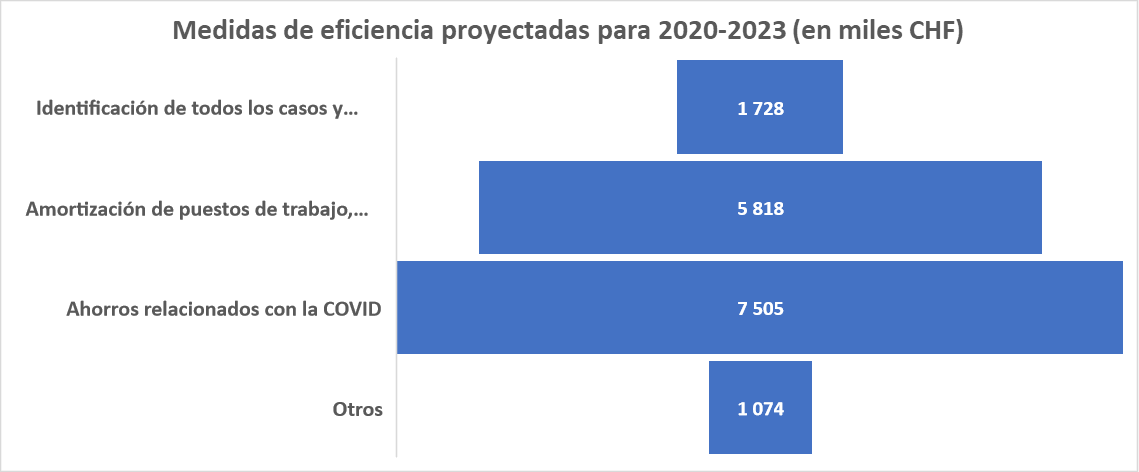 Medidas de eficiencia proyectadas para 2020-2023 (en miles CHF)
Identificación de todos los casos y…
1 728
Amortización de puestos de trabajo,…
5 818
Ahorros relacionados con la COVID
7 505
Otros
1 074